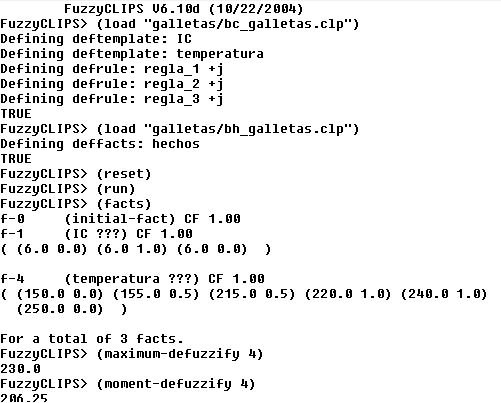 FuzzyCLIPS V6.10d (10/22/2004)
FuzzyCLIPS> (load "galletas/bc_galletas.clp")
Defining deftemplate: IC
Defining deftemplate: temperatura
Defining defrule: regla_1 +j
Defining defrule: regla_2 +j
Defining defrule: regla_3 +j
TRUE
FuzzyCLIPS> (load "galletas/bh_galletas.clp")
Defining deffacts: hechos
TRUE
FuzzyCLIPS> (reset)
FuzzyCLIPS> (run)
FuzzyCLIPS> (facts)
f-0     (initial-fact) CF 1.00
f-1     (IC ???) CF 1.00
( (6.0 0.0) (6.0 1.0) (6.0 0.0)  )
f-4     (temperatura ???) CF 1.00
( (150.0 0.0) (155.0 0.5) (215.0 0.5) (220.0 1.0) (240.0 1.0)
(250.0 0.0)  )
For a total of 3 facts.
FuzzyCLIPS> (maximum-defuzzify 4)
230.0
FuzzyCLIPS> (moment-defuzzify 4)
206.25